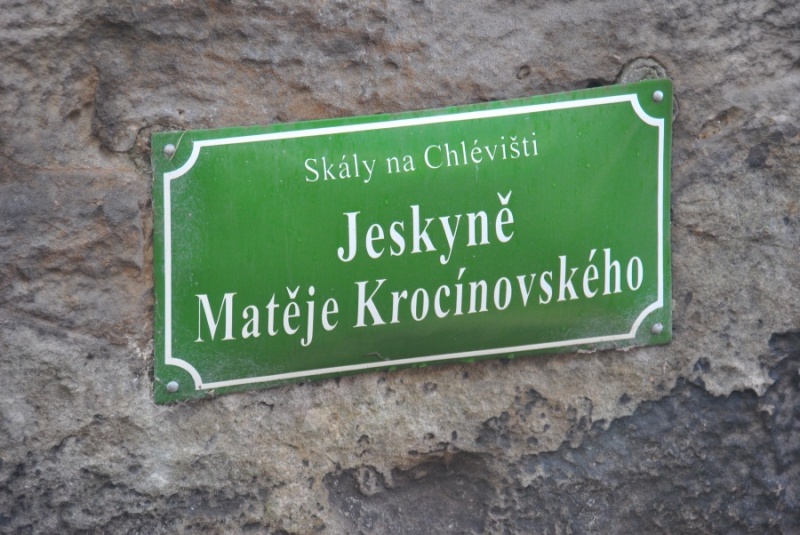 Skály na Chlévišti
Jeskyně
Matěje Krocínovského